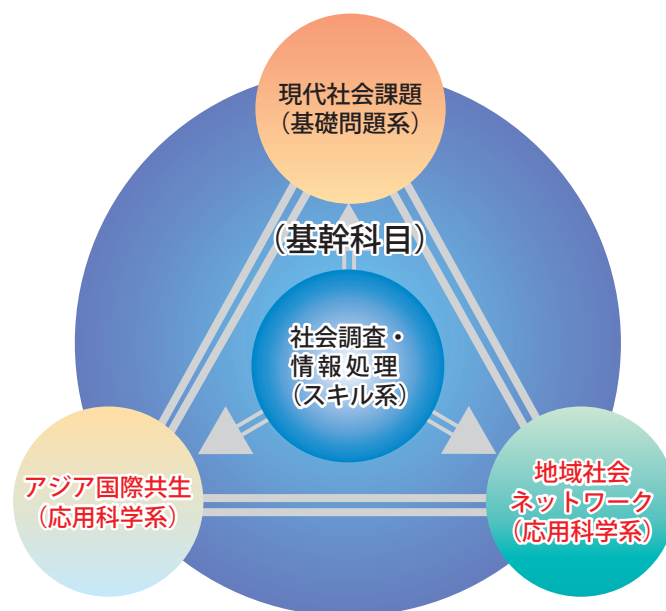 現代社会課題
（基礎問題系）
（基幹科目）
社会調査・
情報処理
（スキル系）
アジア国際共生
（応用科学系）
地域社会
ネットワーク
（応用科学系）